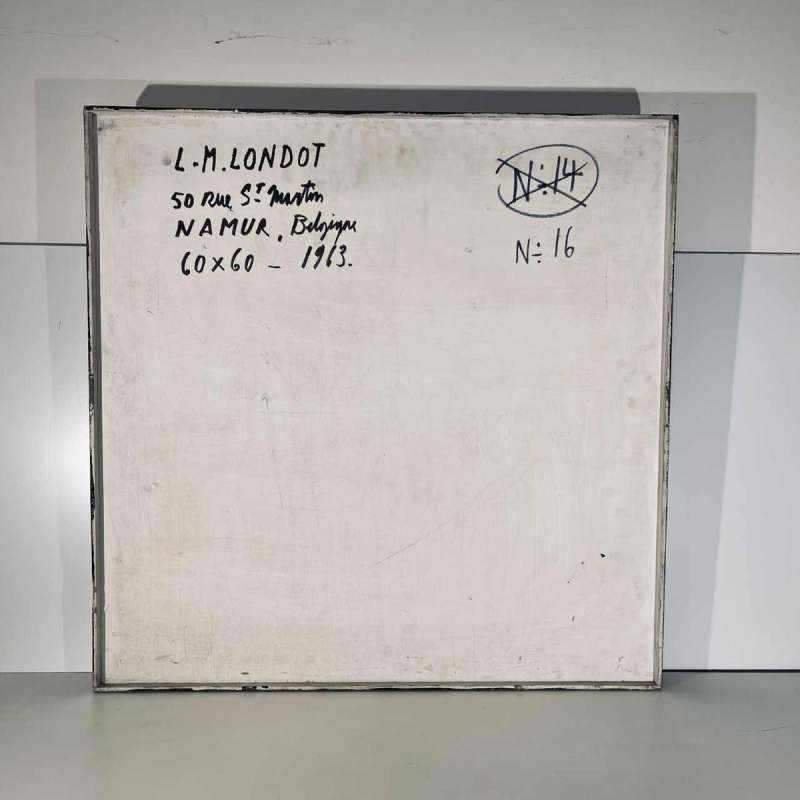 L.M.LONDOT
50 Rue St Martin
NAMUR, Belgique
60x60 - 1963.
N: 14
N: 16